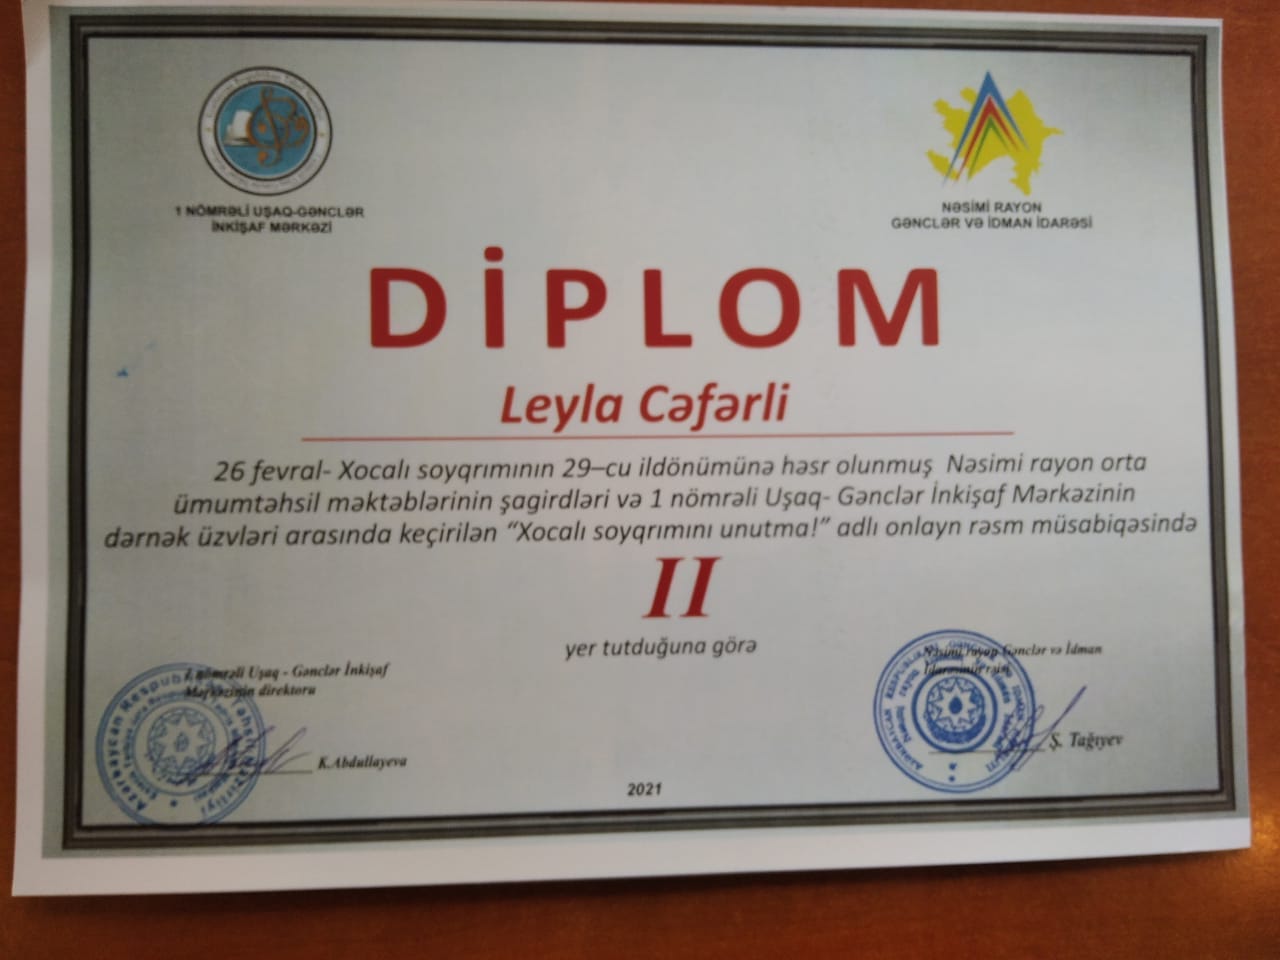 1 NÖMRƏLİ UŞAQ-GƏNCLƏR
İNKİŞAF MƏRKƏZİ
NƏSİMİ RAYON
GƏNCLƏR VƏ İDMAN İDARƏSİ
DİPLOM
Leyla Cəfərli
26 fevral- Xocalı soyqrımının 29–cu ildönümünə həsr olunmuş Nəsimi rayon orta
ümumtəhsil məktəblərinin şagirdləri və 1 nömrəli Uşaq- Gənclər İnkişaf Mərkəzinin
dərnək üzvləri arasında keçirilən “Xocalı soyqrımını unutma!” adlı onlayn rəsm müsabiqəsində
II
yer tutduğuna görə
1 nömrəli Uşaq - Gənclər İnkişaf
Mərkəzinin direktoru
K.Abdullayeva
Nəsimi rayon Gənclər və İdman
İdarəsinin rəisi
Ş. Tağıyev
2021